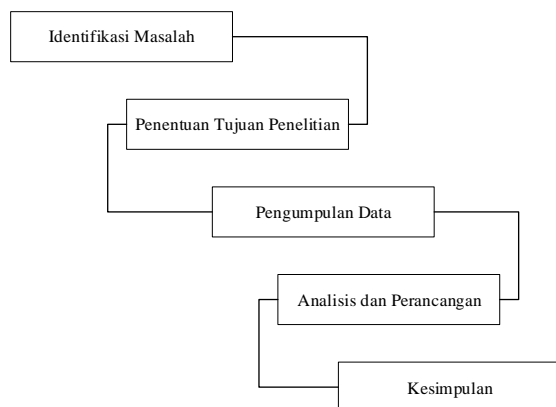 Identifikasi Masalah
Penentuan Tujuan Penelitian
Pengumpulan Data
Analisis dan Perancangan
Kesimpulan